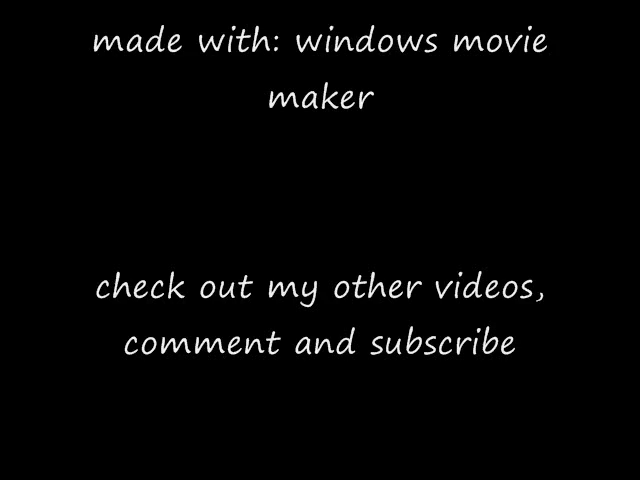 made with: windows movie
maker
check out my other videos,
comment and subscribe